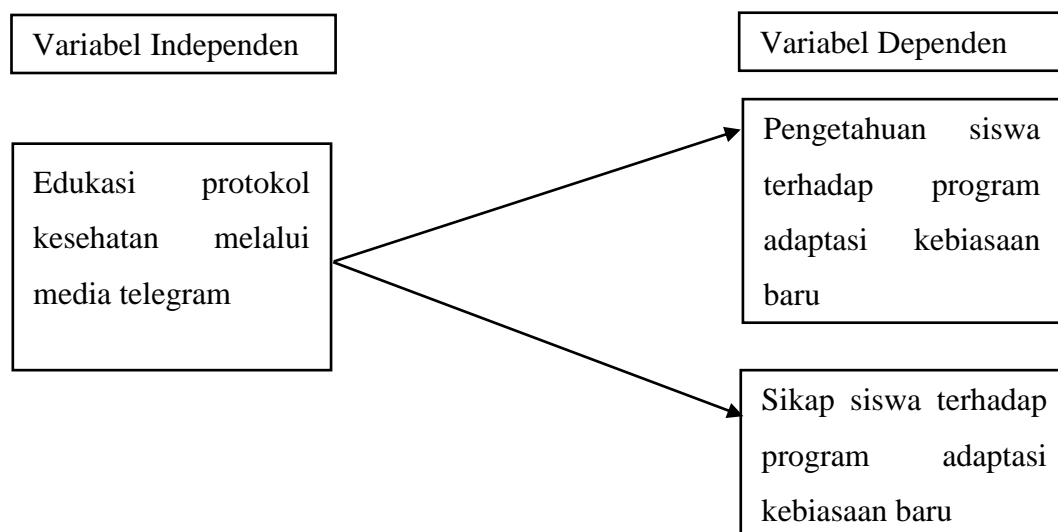 Variabel Independen
Variabel Dependen
Edukasi protokol
kesehatan melalui
media telegram
Pengetahuan siswa
terhadap program
adaptasi kebiasaan
baru
Sikap siswa terhadap
program adaptasi
kebiasaan baru